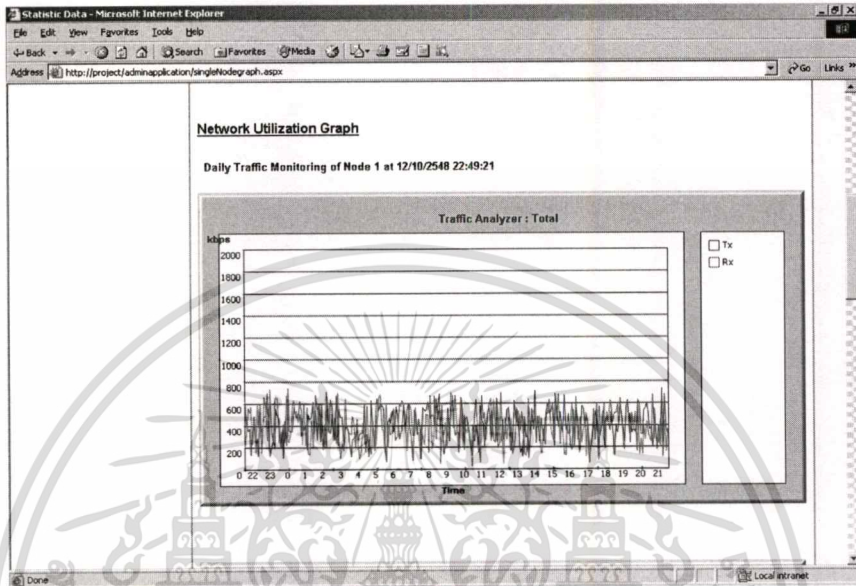 Statistic Data - Microsoft Internet Explorer
File Edit View Favorites Tools Help
Back Search Favorites Media
Address http://project/adminapplication/singleNodegraph.aspx Go Links »
Network Utilization Graph
Daily Traffic Monitoring of Node 1 at 12/10/2548 22:49:21
Traffic Analyzer : Total
kbps
Tx
Rx
2000
1800
1600
1400
1200
1000
800
600
400
200
0 22 23 0 1 2 3 4 5 6 7 8 9 10 11 12 13 14 15 16 17 18 19 20 21
Time
Done Local intranet